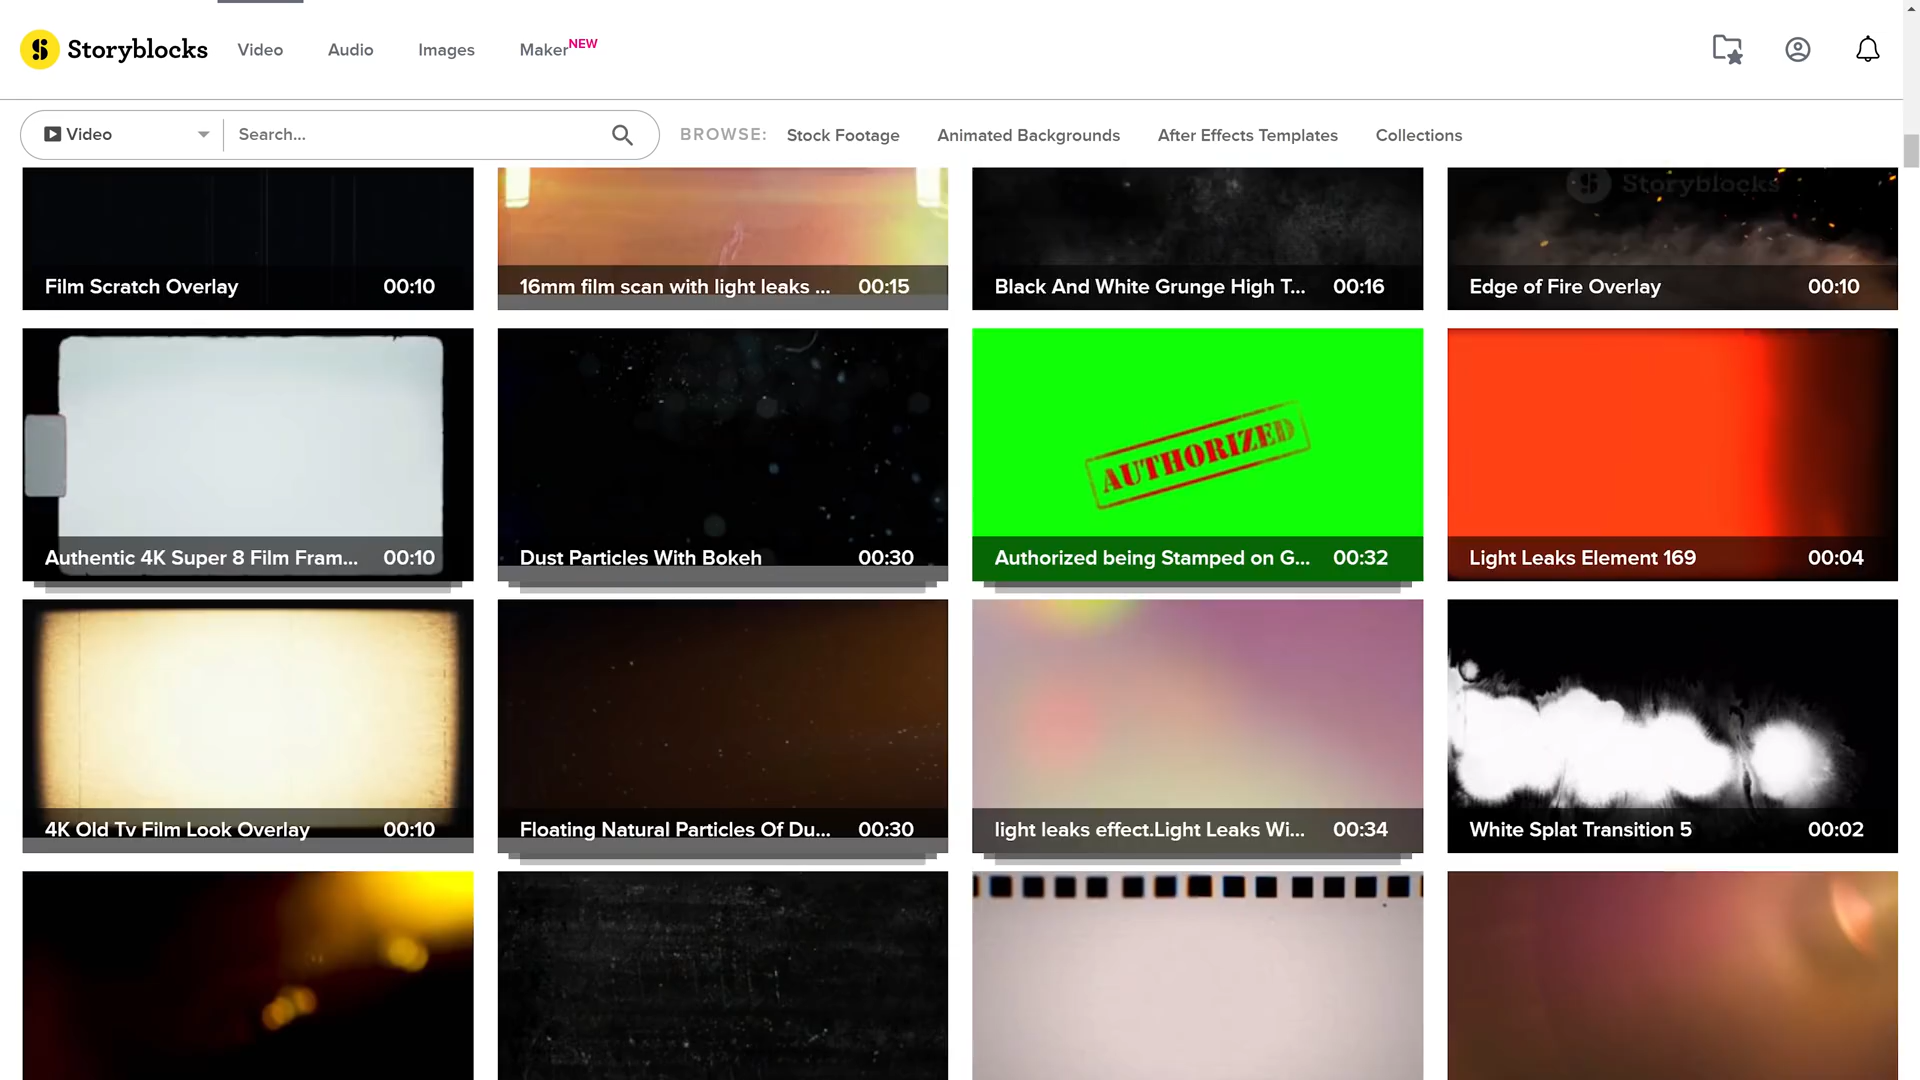 Storyblocks
Video
Audio
Images
Maker NEW
Video
Search...
BROWSE:
Stock Footage
Animated Backgrounds
After Effects Templates
Collections
Storyblocks
Film Scratch Overlay 00:10
16mm film scan with light leaks ... 00:15
Black And White Grunge High T... 00:16
Edge of Fire Overlay 00:10
AUTHORIZED
Authentic 4K Super 8 Film Fram... 00:10
Dust Particles With Bokeh 00:30
Authorized being Stamped on G... 00:32
Light Leaks Element 169 00:04
4K Old Tv Film Look Overlay 00:10
Floating Natural Particles Of Du... 00:30
light leaks effect.Light Leaks Wi... 00:34
White Splat Transition 5 00:02